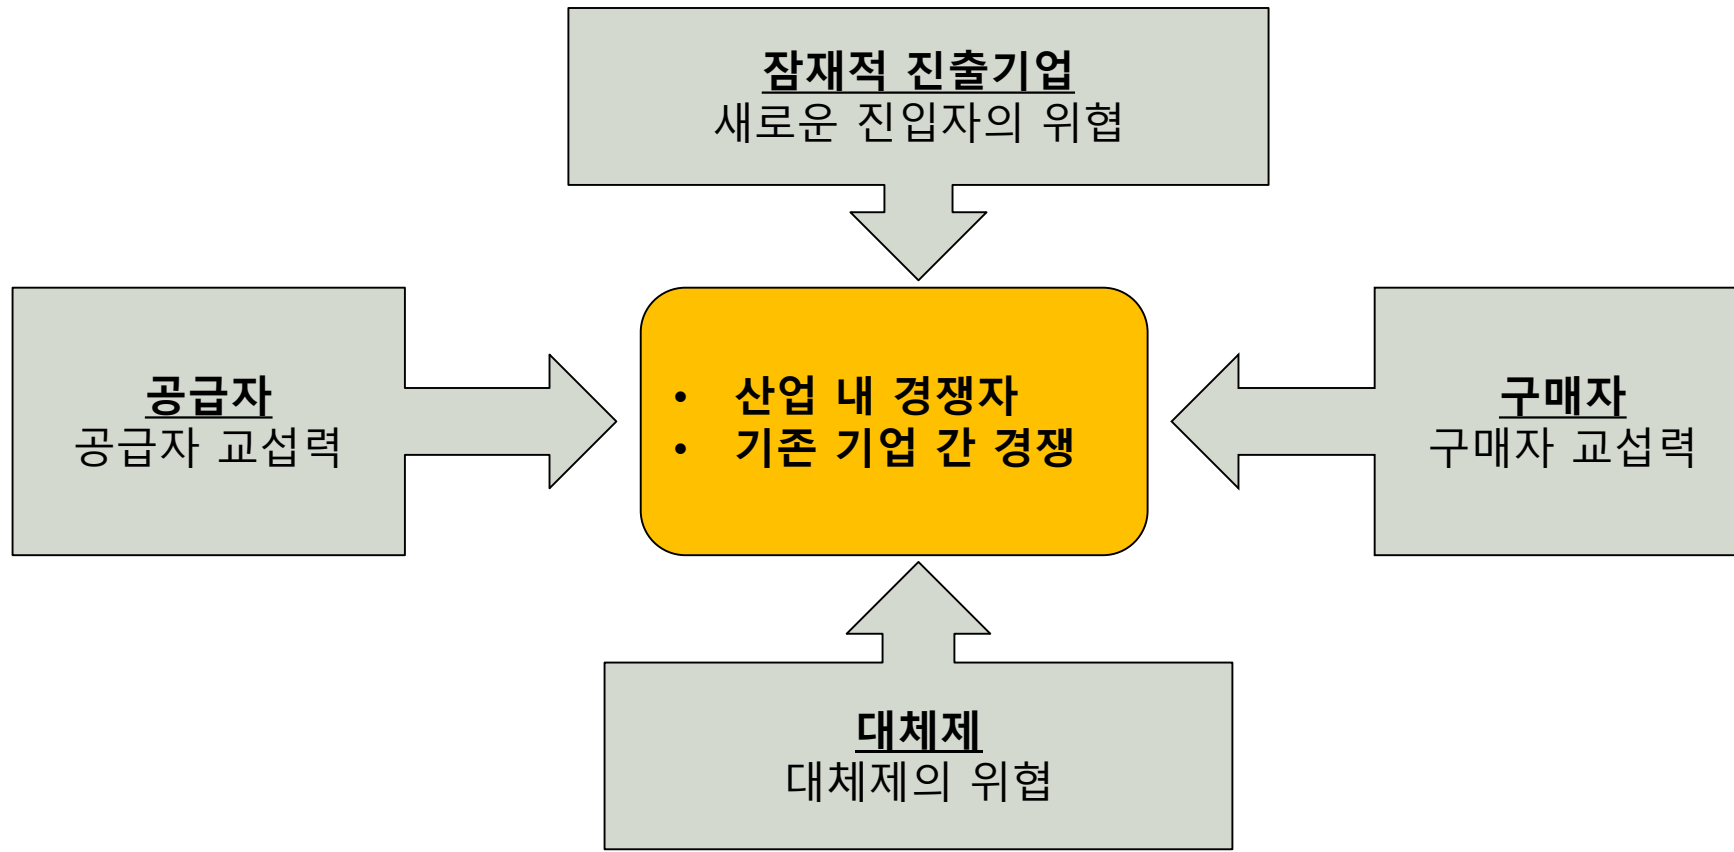 잠재적 진출기업
새로운 진입자의 위협
공급자
공급자 교섭력
• 산업 내 경쟁자
• 기존 기업 간 경쟁
구매자
구매자 교섭력
대체제
대체제의 위협